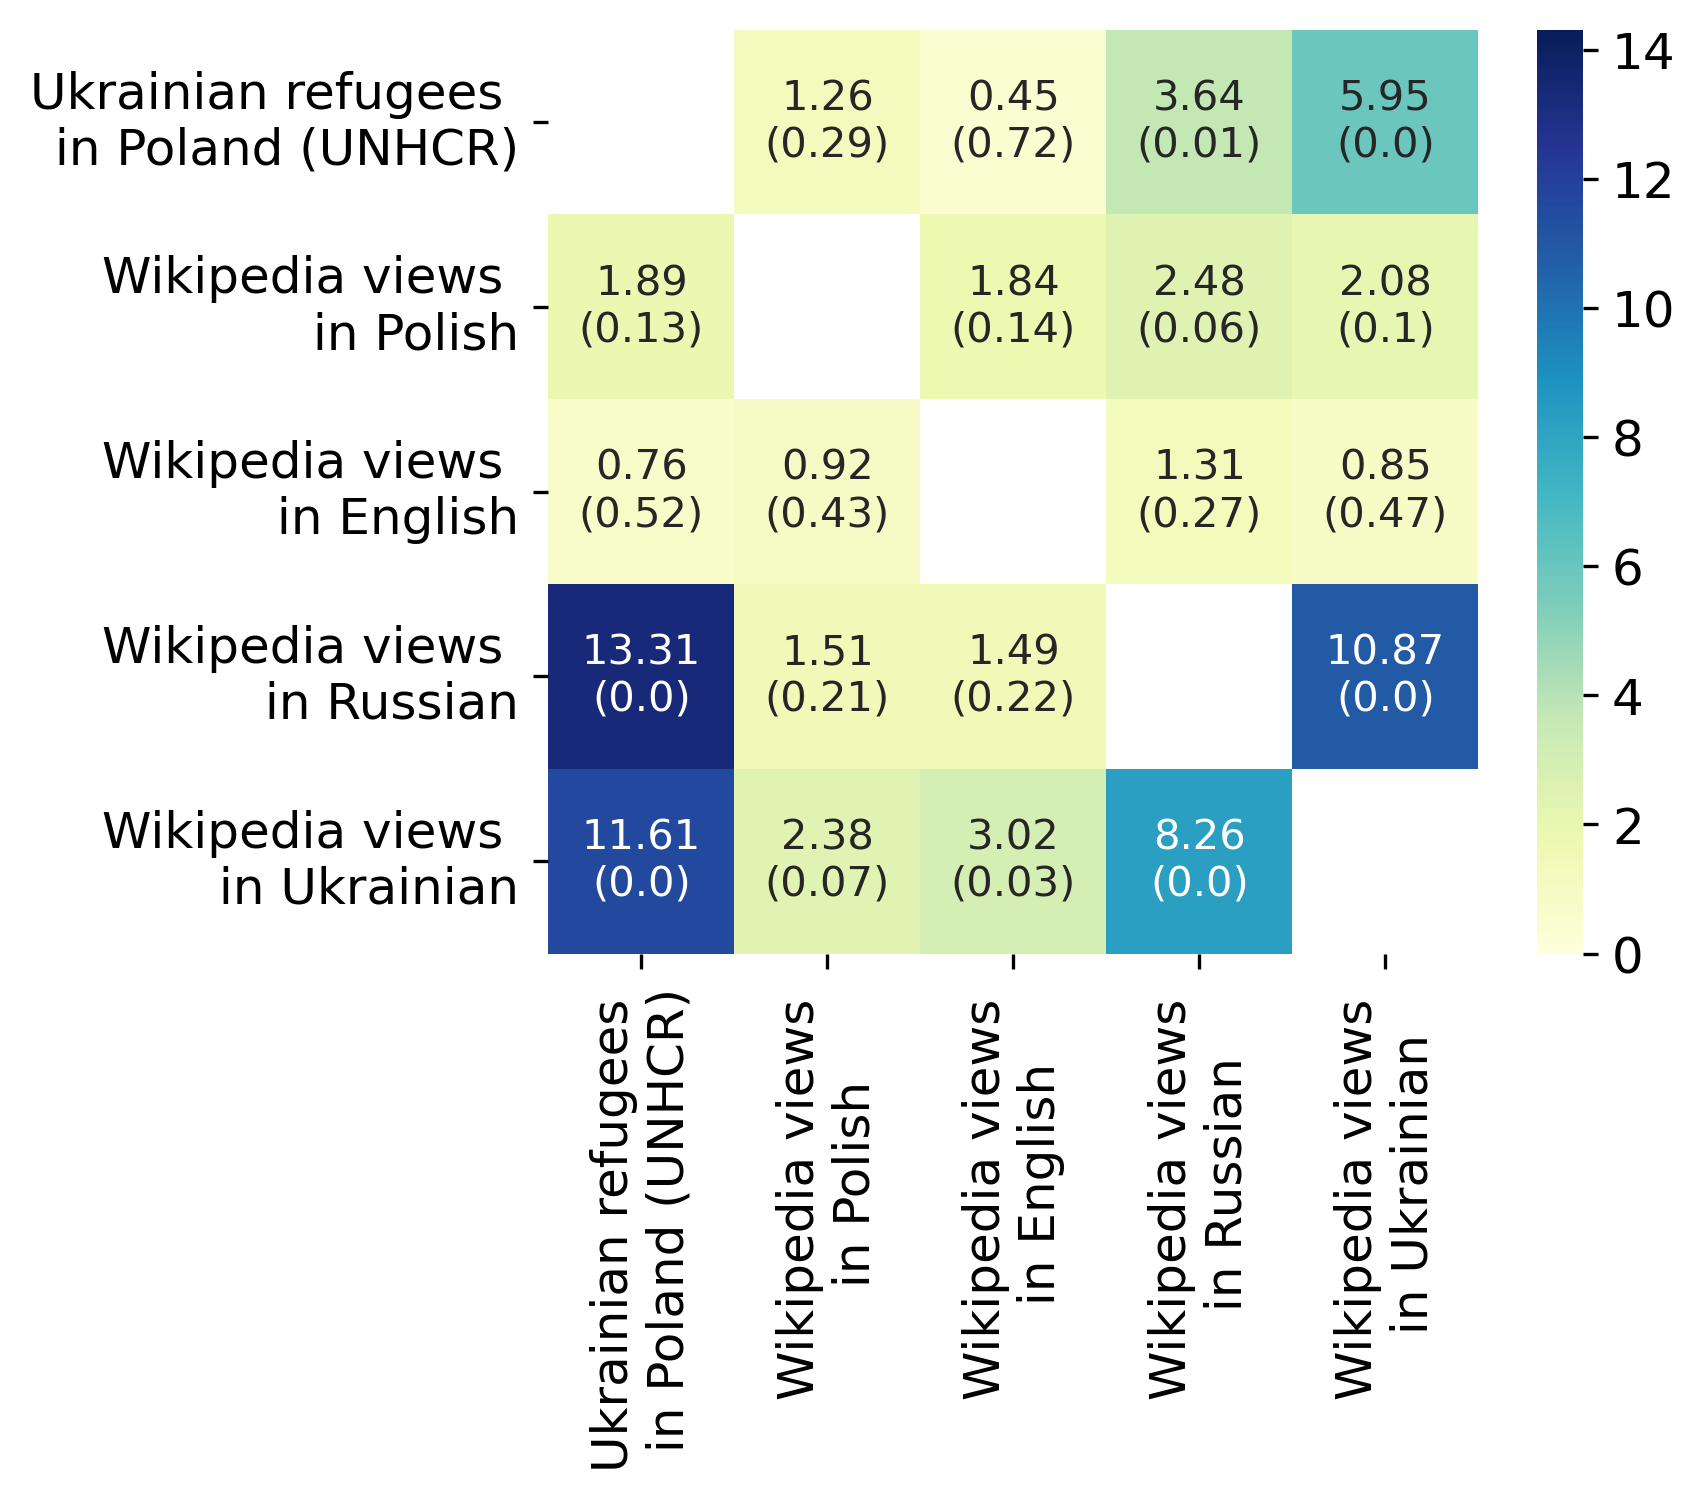 Ukrainian refugees
in Poland (UNHCR)
1.26
(0.29)
0.45
(0.72)
3.64
(0.01)
5.95
(0.0)
Wikipedia views
in Polish
1.89
(0.13)
1.84
(0.14)
2.48
(0.06)
2.08
(0.1)
Wikipedia views
in English
0.76
(0.52)
0.92
(0.43)
1.31
(0.27)
0.85
(0.47)
Wikipedia views
in Russian
13.31
(0.0)
1.51
(0.21)
1.49
(0.22)
10.87
(0.0)
Wikipedia views
in Ukrainian
11.61
(0.0)
2.38
(0.07)
3.02
(0.03)
8.26
(0.0)
Ukrainian refugees
in Poland (UNHCR)
Wikipedia views
in Polish
Wikipedia views
in English
Wikipedia views
in Russian
Wikipedia views
in Ukrainian
14
12
10
8
6
4
2
0